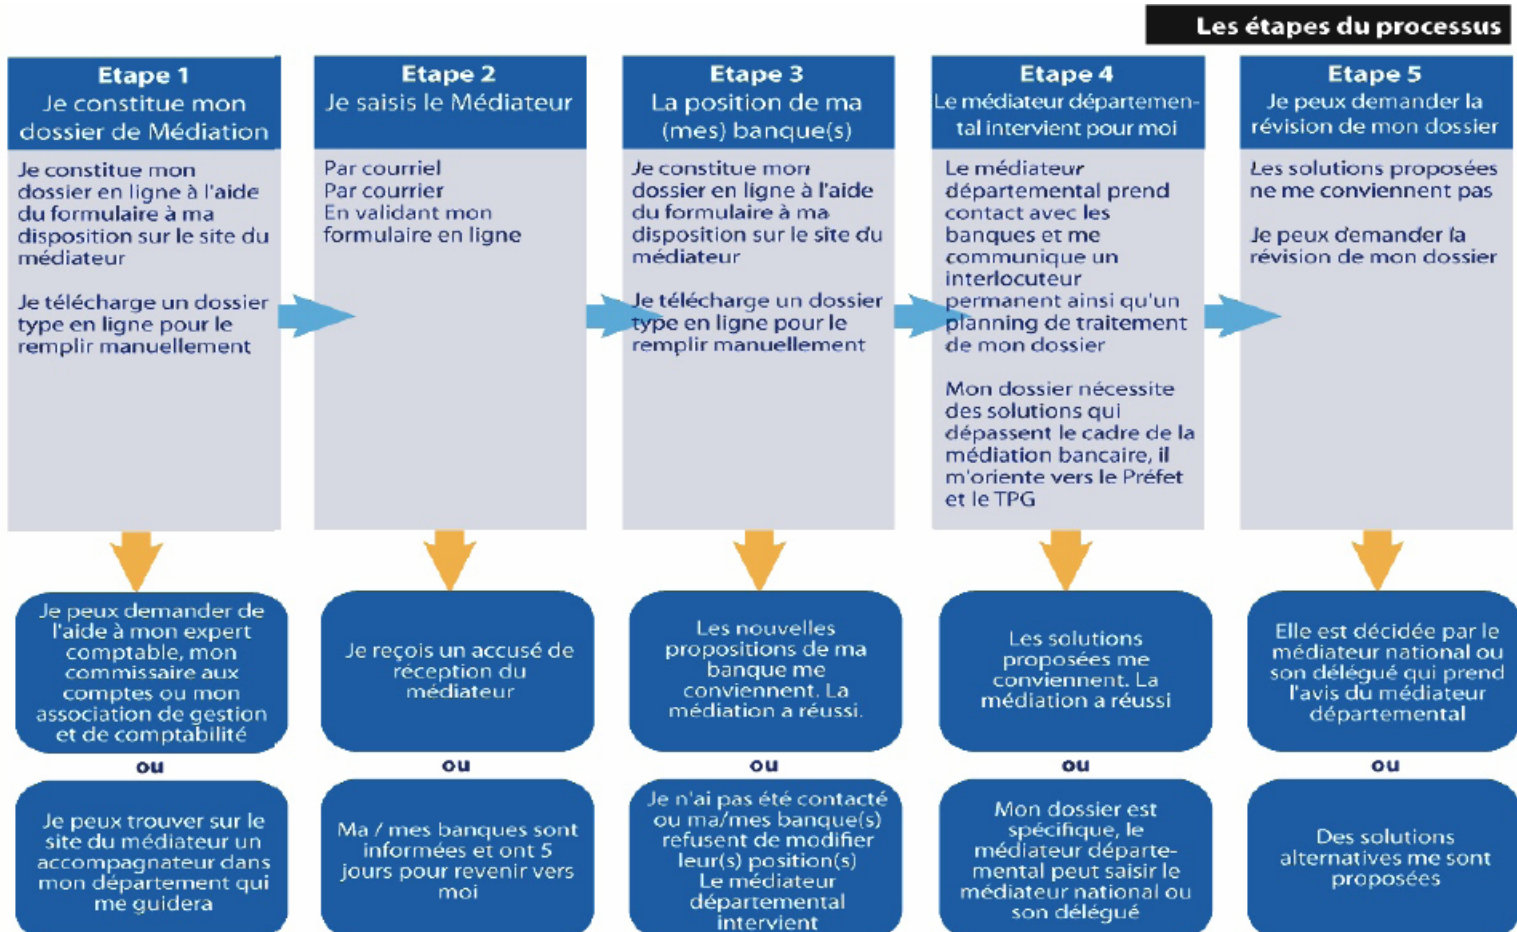 Les étapes du processus
Etape 1
Je constitue mon
dossier de Médiation
Je constitue mon
dossier en ligne à l'aide
du formulaire à ma
disposition sur le site du
médiateur
Je télécharge un dossier
type en ligne pour le
remplir manuellement
Je peux demander de
l'aide à mon expert
comptable, mon
commissaire aux
comptes ou mon
association de gestion
et de comptabilité
ou
Je peux trouver sur le
site du médiateur un
accompagnateur dans
mon département qui
me guidera
Etape 2
Je saisis le Médiateur
Par courriel
Par courrier
En validant mon
formulaire en ligne
Je reçois un accusé de
réception du
médiateur
ou
Ma / mes banques sont
informées et ont 5
jours pour revenir vers
moi
Etape 3
La position de ma
(mes) banque(s)
Je constitue mon
dossier en ligne à l'aide
du formulaire à ma
disposition sur le site du
médiateur
Je télécharge un dossier
type en ligne pour le
remplir manuellement
Les nouvelles
propositions de ma
banque me
conviennent. La
médiation a réussi.
ou
Je n'ai pas été contacté
ou ma/mes banque(s)
refusent de modifier
leur(s) position(s)
Le médiateur
départemental
intervient
Etape 4
Le médiateur départemen-
tal intervient pour moi
Le médiateur
départemental prend
contact avec les
banques et me
communique un
interlocuteur
permanent ainsi qu'un
planning de traitement
de mon dossier
Mon dossier nécessite
des solutions qui
dépassent le cadre de la
médiation bancaire, il
m'oriente vers le Préfet
et le TPG
Les solutions
proposées me
conviennent. La
médiation a réussi
ou
Mon dossier est
spécifique, le
médiateur départe-
mental peut saisir le
médiateur national ou
son délégué
Etape 5
Je peux demander la
révision de mon dossier
Les solutions proposées
ne me conviennent pas
Je peux demander la
révision de mon dossier
Elle est décidée par le
médiateur national ou
son délégué qui prend
l'avis du médiateur
départemental
ou
Des solutions
alternatives me sont
proposées